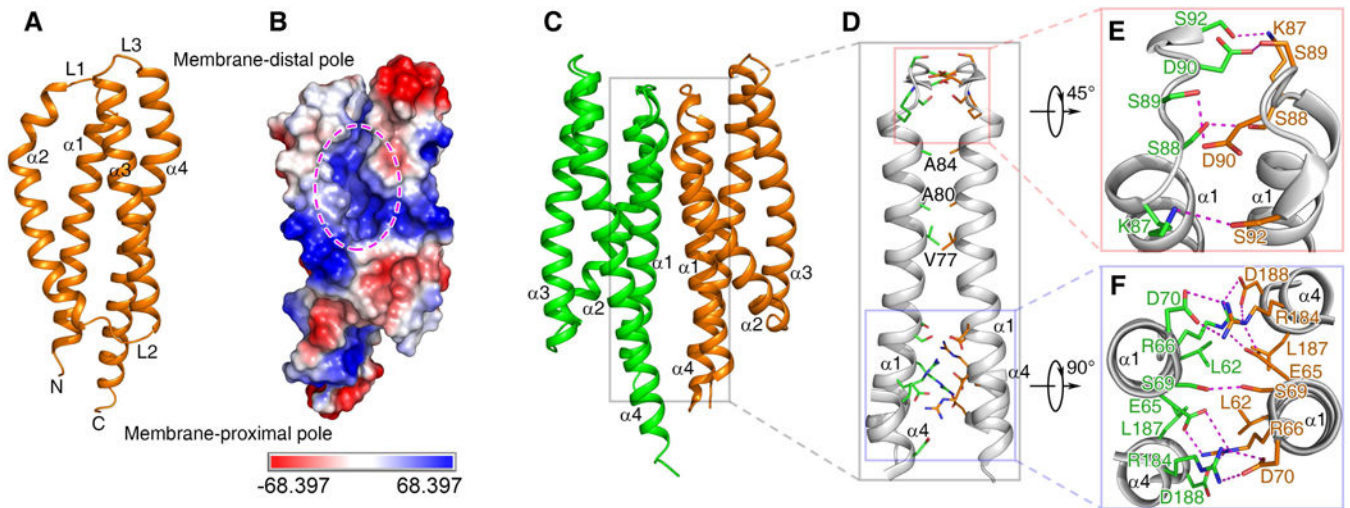 A
L3
L1
α2
α1
α3
α4
L2
N
C
Membrane-distal pole
Membrane-proximal pole
B
-68.397
68.397
C
α3
α2
α1
α1
α4
α4
α2
α3
D
A84
A80
V77
α1
α1
α4
α4
45°
90°
E
S92
K87
S89
D90
S89
S88
S88
D90
α1
α1
K87
S92
F
D188
D70
α4
R184
R66
α1
L187
L62
E65
S69
S69
E65
L62
α1
L187
R66
R184
α4
D70
D188